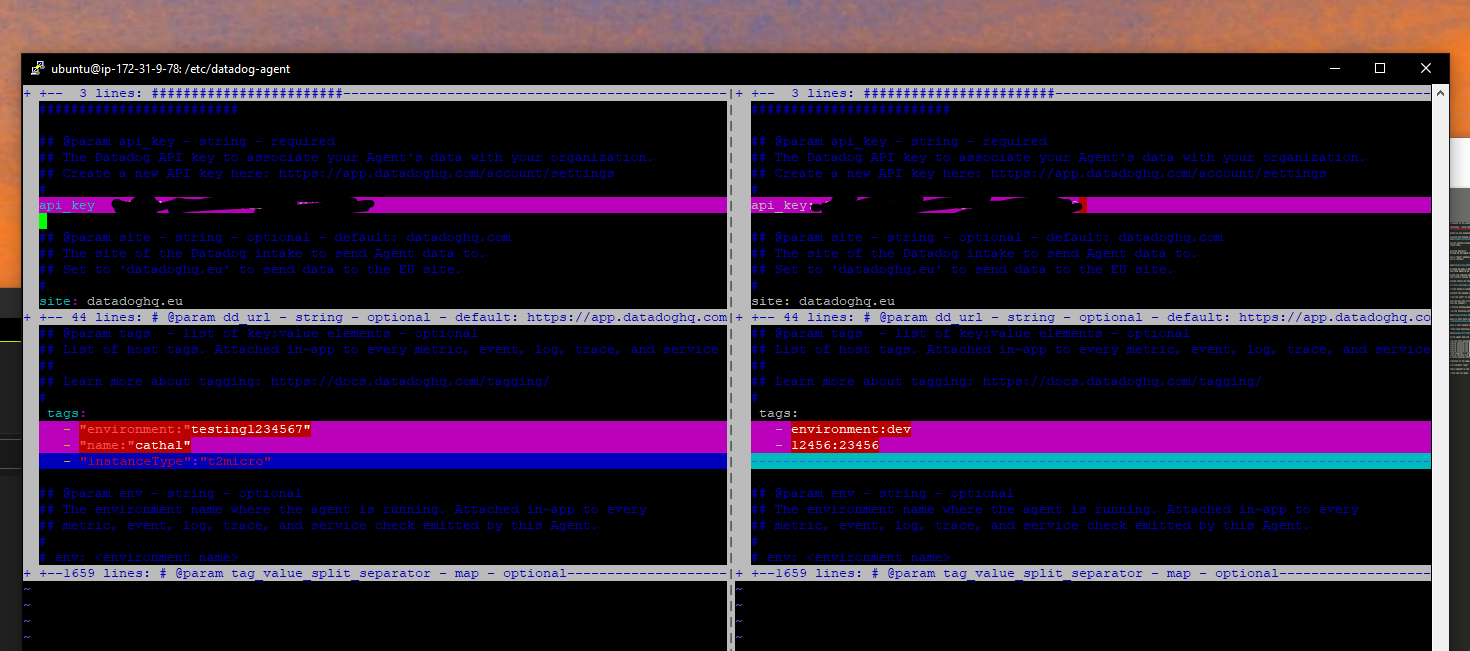 ubuntu@ip-172-31-9-78: /etc/datadog-agent
+ +--  3 lines: ########################------------------------------------------------
#########################
## @param api_key - string - required
## The Datadog API key to associate your Agent's data with your organization.
## Create a new API key here: https://app.datadoghq.com/account/settings
#
api_key
## @param site - string - optional - default: datadoghq.com
## The site of the Datadog intake to send Agent data to.
## Set to 'datadoghq.eu' to send data to the EU site.
#
site: datadoghq.eu
+ +-- 44 lines: # @param dd_url - string - optional - default: https://app.datadoghq.com
## @param tags - list of key:value elements - optional
## List of host tags. Attached in-app to every metric, event, log, trace, and service
##
## Learn more about tagging: https://docs.datadoghq.com/tagging/
#
tags:
- "environment:"testing1234567"
- "name:"cathal"
- "instanceType":"t2micro"
## @param env - string - optional
## The environment name where the agent is running. Attached in-app to every
## metric, event, log, trace, and service check emitted by this Agent.
#
# env: <environment name>
+ +--1659 lines: # @param tag_value_split_separator - map - optional--------------------
~
~
~
~
+ +--  3 lines: ########################-----------------------------------------------
#########################
## @param api_key - string - required
## The Datadog API key to associate your Agent's data with your organization.
## Create a new API key here: https://app.datadoghq.com/account/settings
#
api_key:
## @param site - string - optional - default: datadoghq.com
## The site of the Datadog intake to send Agent data to.
## Set to 'datadoghq.eu' to send data to the EU site.
#
site: datadoghq.eu
+ +-- 44 lines: # @param dd_url - string - optional - default: https://app.datadoghq.co
## @param tags - list of key:value elements - optional
## List of host tags. Attached in-app to every metric, event, log, trace, and service
##
## Learn more about tagging: https://docs.datadoghq.com/tagging/
#
tags:
- environment:dev
- 12456:23456
-------------------------------------------------------------------------------------
## @param env - string - optional
## The environment name where the agent is running. Attached in-app to every
## metric, event, log, trace, and service check emitted by this Agent.
#
# env: <environment name>
+ +--1659 lines: # @param tag_value_split_separator - map - optional-------------------
~
~
~
~